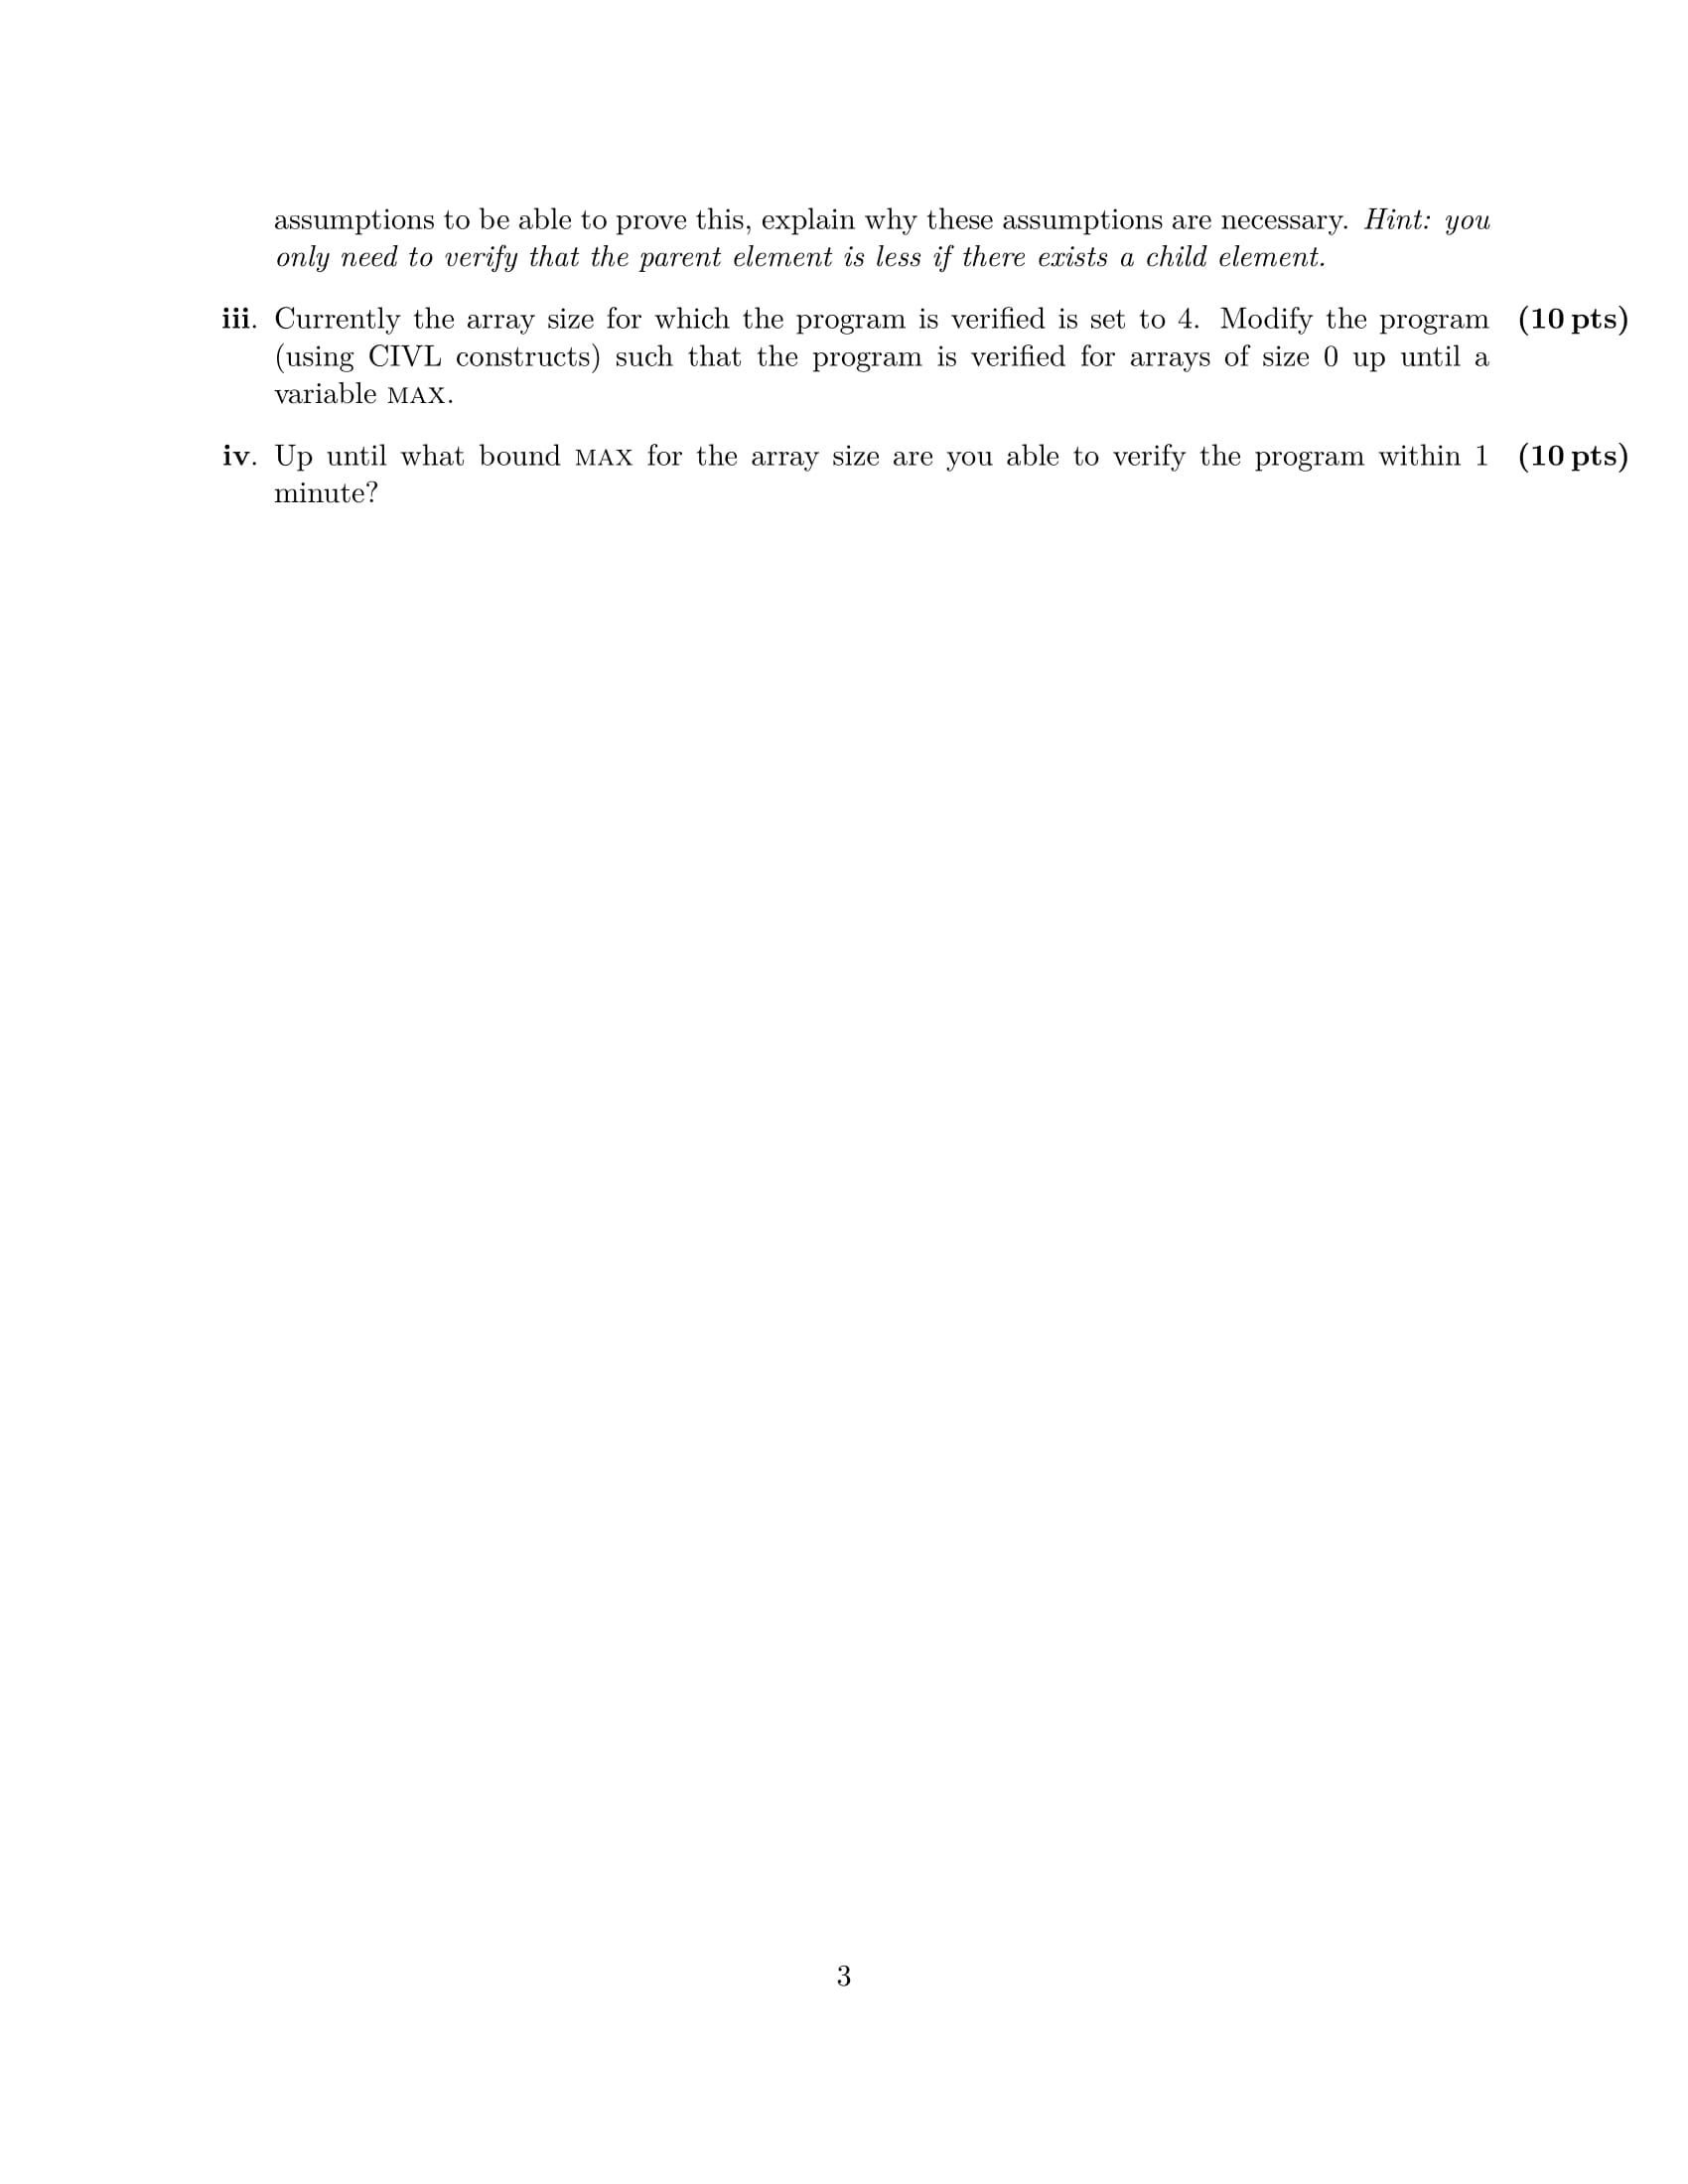 assumptions to be able to prove this, explain why these assumptions are necessary. Hint: you
only need to verify that the parent element is less if there exists a child element.
iii. Currently the array size for which the program is verified is set to 4. Modify the program (10 pts)
(using CIVL constructs) such that the program is verified for arrays of size 0 up until a
variable MAX.
iv. Up until what bound MAX for the array size are you able to verify the program within 1 (10 pts)
minute?
3